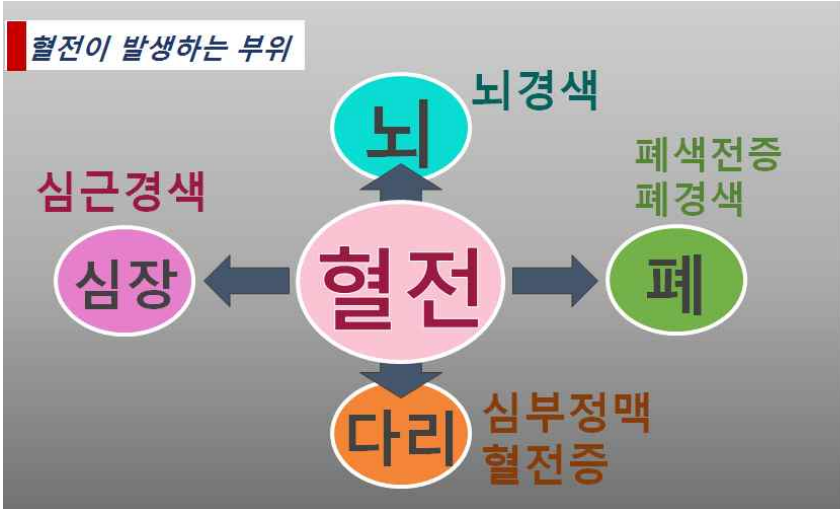 혈전이 발생하는 부위
뇌
뇌경색
폐색전증
폐경색
심근경색
심장
혈전
폐
다리
심부정맥
혈전증